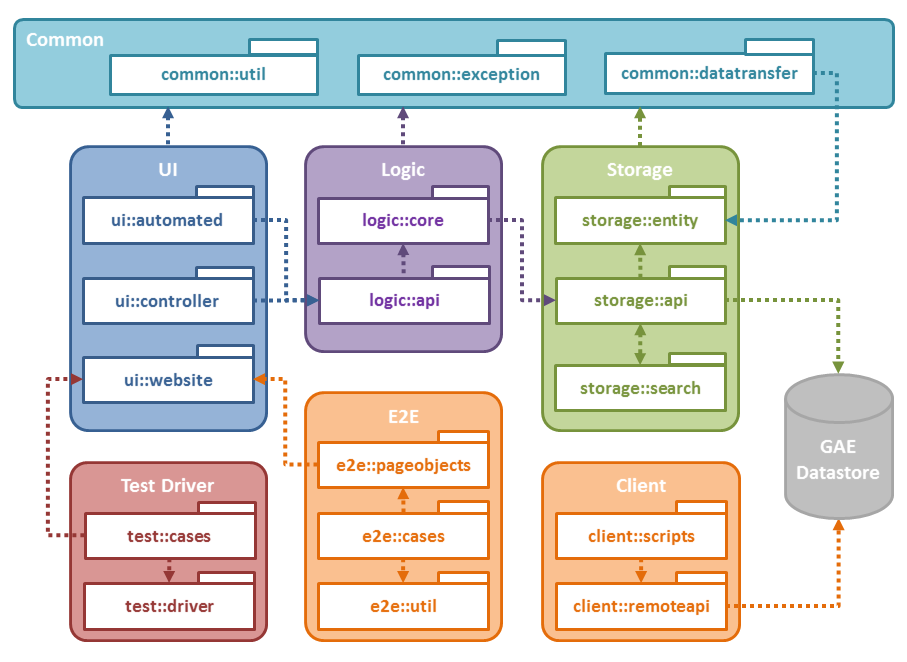 Common
common::util
common::exception
common::datatransfer
UI
ui::automated
ui::controller
ui::website
Logic
logic::core
logic::api
Storage
storage::entity
storage::api
storage::search
GAE
Datastore
Test Driver
test::cases
test::driver
E2E
e2e::pageobjects
e2e::cases
e2e::util
Client
client::scripts
client::remoteapi